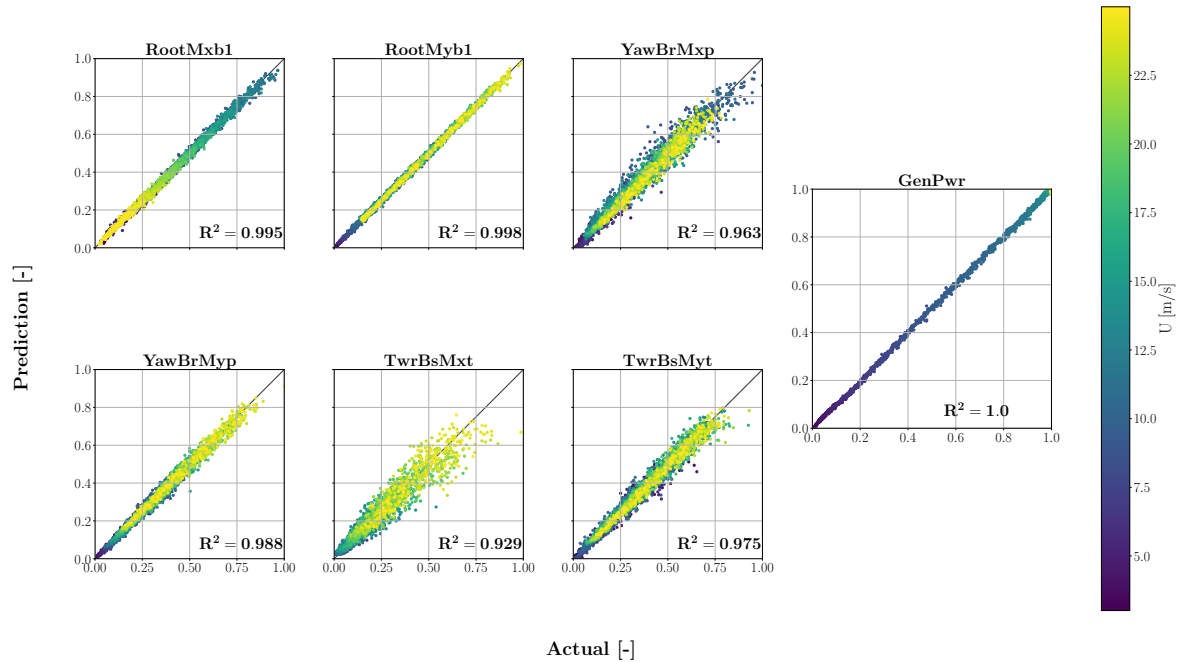 RootMxb1
RootMyb1
YawBrMxp
1.0
0.8
0.6
0.4
0.2
0.0
R² = 0.995
R² = 0.998
R² = 0.963
GenPwr
1.0
0.8
0.6
0.4
0.2
0.0
R² = 1.0
0.0 0.2 0.4 0.6 0.8 1.0
Prediction [-]
YawBrMyp
TwrBsMxt
TwrBsMyt
1.0
0.8
0.6
0.4
0.2
0.0
R² = 0.988
R² = 0.929
R² = 0.975
0.00 0.25 0.50 0.75 1.00
0.00 0.25 0.50 0.75 1.00
0.00 0.25 0.50 0.75 1.00
Actual [-]
22.5
20.0
17.5
15.0
12.5
10.0
7.5
5.0
U [m/s]